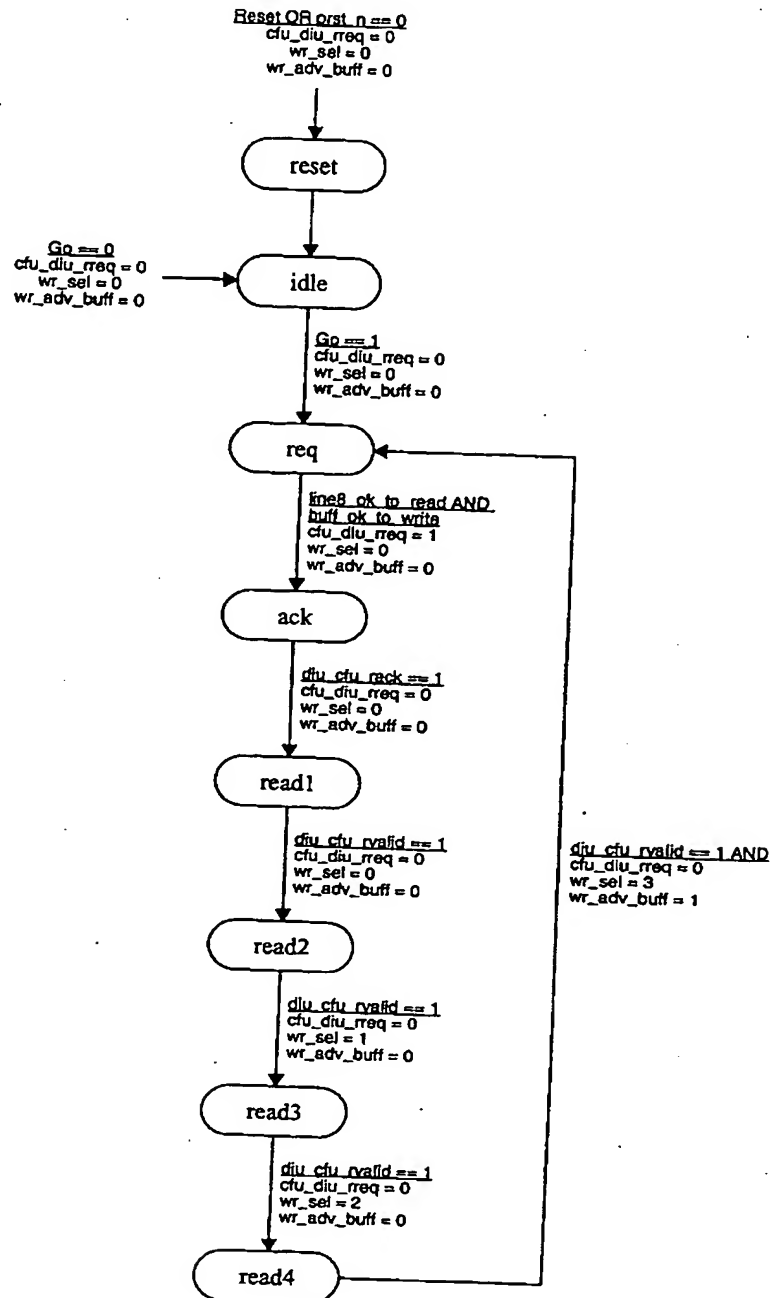 Reset OR prst_n == 0
cfu_diu_rreq = 0
wr_sel = 0
wr_adv_buff = 0
reset
Go == 0
cfu_diu_rreq = 0
wr_sel = 0
wr_adv_buff = 0
idle
Go == 1
cfu_diu_rreq = 0
wr_sel = 0
wr_adv_buff = 0
req
line8_ok_to_read AND
buff_ok_to_write
cfu_diu_rreq = 1
wr_sel = 0
wr_adv_buff = 0
ack
diu_cfu_rack == 1
cfu_diu_rreq = 0
wr_sel = 0
wr_adv_buff = 0
read1
diu_cfu_rvalid == 1
cfu_diu_rreq = 0
wr_sel = 0
wr_adv_buff = 0
diu_cfu_rvalid == 1 AND
cfu_diu_rreq = 0
wr_sel = 3
wr_adv_buff = 1
read2
diu_cfu_rvalid == 1
cfu_diu_rreq = 0
wr_sel = 1
wr_adv_buff = 0
read3
diu_cfu_rvalid == 1
cfu_diu_rreq = 0
wr_sel = 2
wr_adv_buff = 0
read4